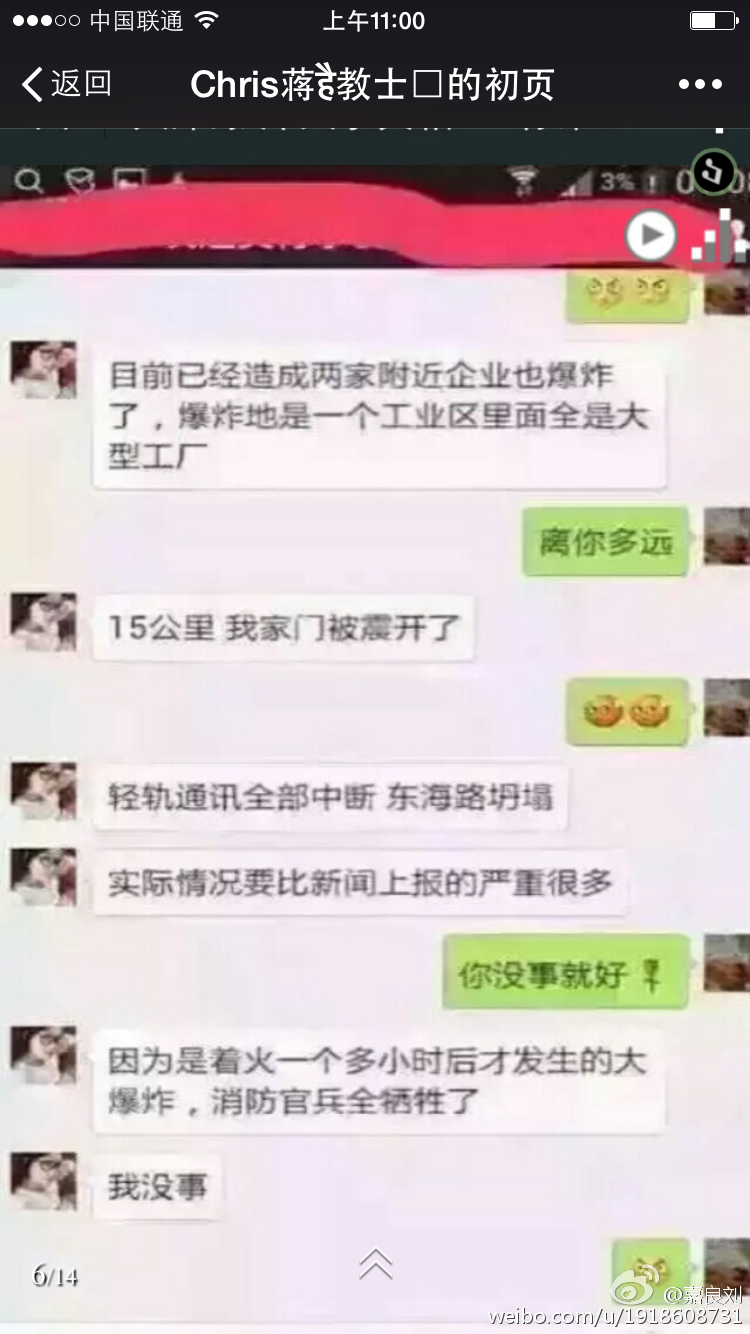 中国联通
上午11:00
返回
Chris蒋教士□的初页
3%
目前已经造成两家附近企业也爆炸
了，爆炸地是一个工业区里面全是大
型工厂
离你多远
15公里 我家门被震开了
轻轨通讯全部中断 东海路坍塌
实际情况要比新闻上报的严重很多
你没事就好
因为是着火一个多小时后才发生的大
爆炸，消防官兵全牺牲了
我没事
6/14
@嘉良刘
weibo.com/u/1918608731